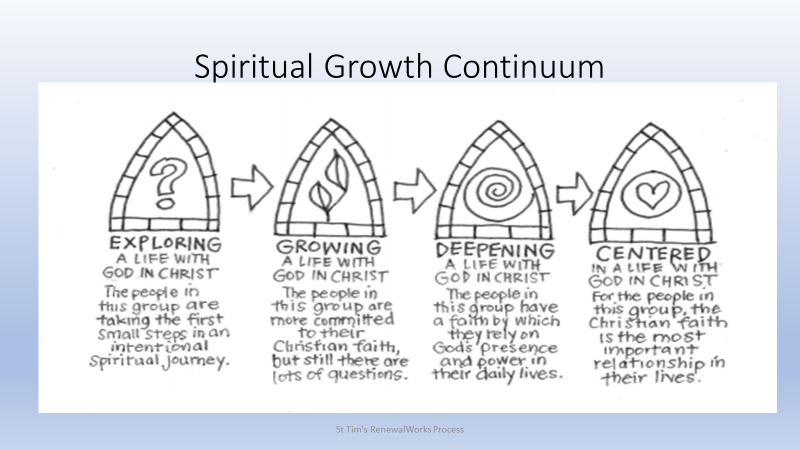 Spiritual Growth Continuum
?
EXPLORING
A LIFE WITH
GOD IN CHRIST
The people in
this group are
taking the first
small steps in an
intentional
Spiritual journey.
GROWING
A LIFE WITH
GOD IN CHRIST
The people in
this group are
more committed
to their
Christian faith,
but still there are
lots of questions.
DEEPENING
A LIFE WITH
GOD IN CHRIST
The people in
this group have
a faith by which
they rely on
God's presence
and power in
their daily lives.
CENTERED
IN A LIFE WITH
GOD IN CHRIST
For the people in
this group, the
Christian faith
is the most
important
relationship in
their lives.
St Tim's RenewalWorks Process